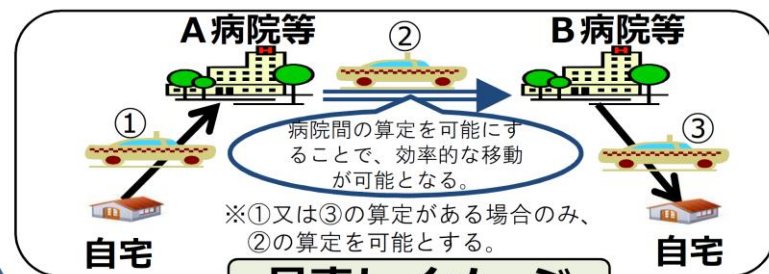 A病院等
②
B病院等
①
③
病院間の算定を可能にす
ることで、効率的な移動
が可能となる。
※①又は③の算定がある場合のみ、
②の算定を可能とする。
自宅
自宅